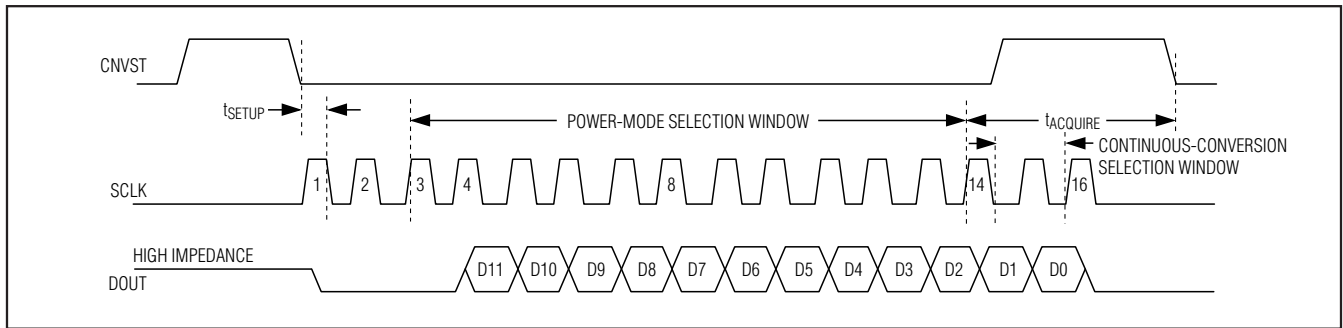 CNVST
tSETUP
POWER-MODE SELECTION WINDOW
tACQUIRE
CONTINUOUS-CONVERSION
SELECTION WINDOW
SCLK
1 2 3 4 8 14 16
HIGH IMPEDANCE
DOUT
D11 D10 D9 D8 D7 D6 D5 D4 D3 D2 D1 D0